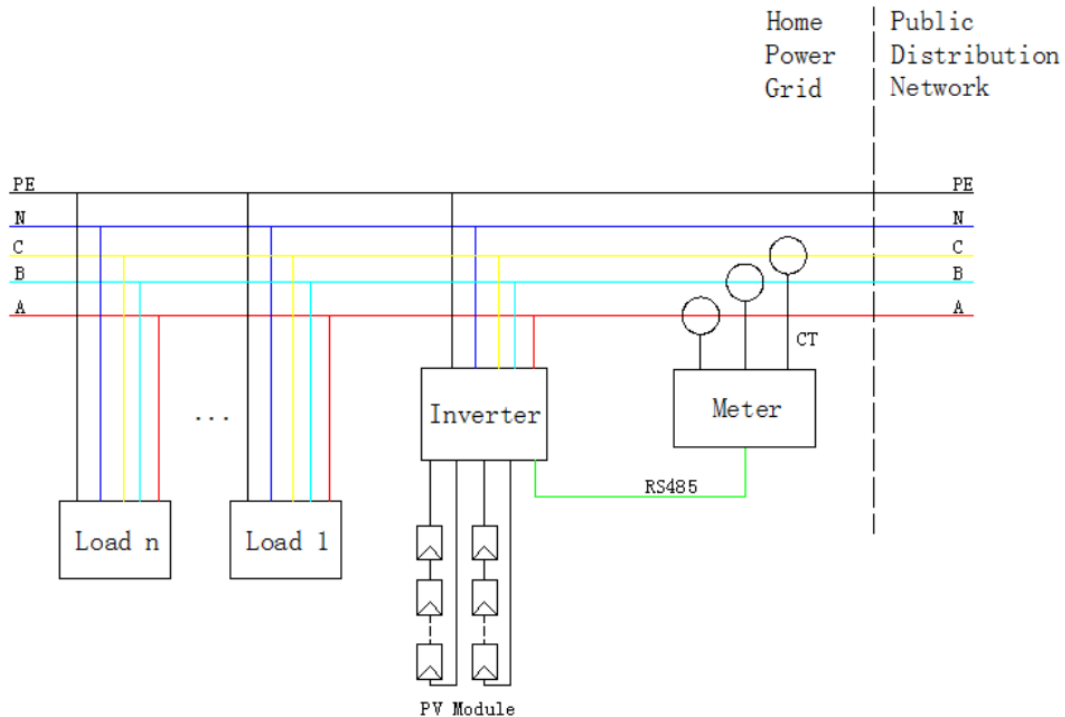 Home
Power
Grid
Public
Distribution
Network
PE
PE
N
N
C
C
B
B
A
A
CT
Inverter
Meter
...
RS485
Load n
Load 1
PV Module